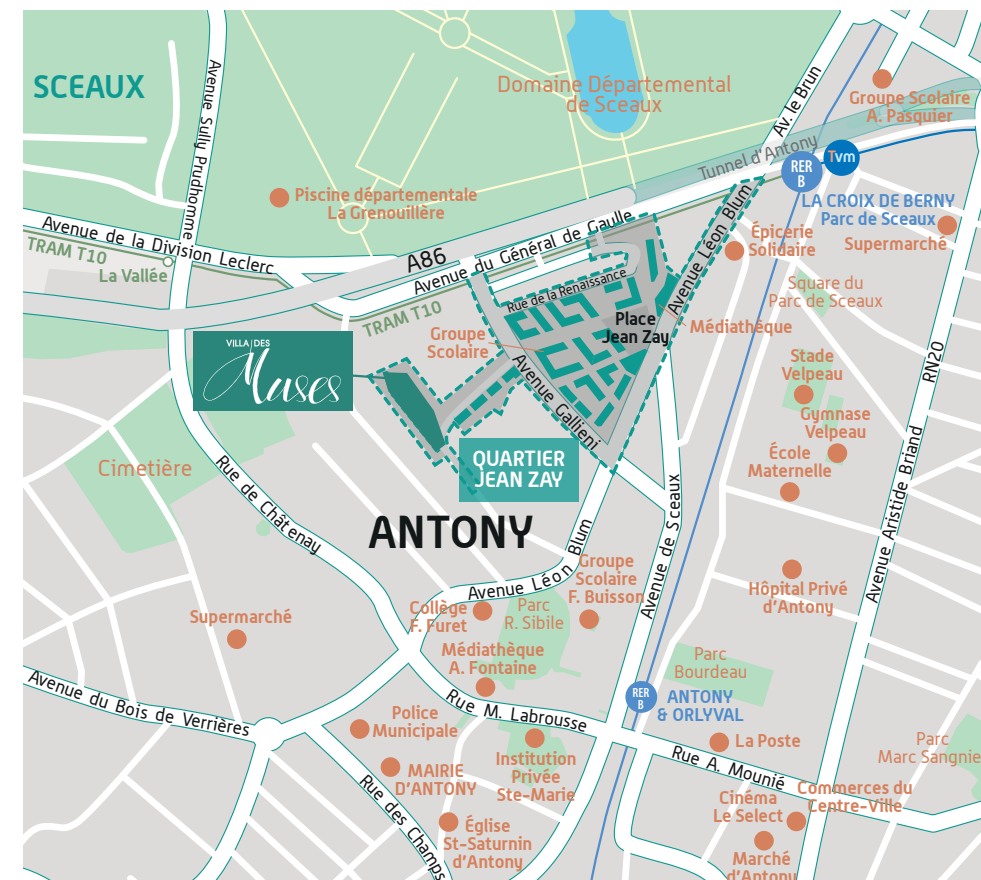 SCEAUX
Avenue Sully Prudhomme
Domaine Départemental
de Sceaux
Av. le Brun
Groupe Scolaire
A. Pasquier
Tunnel d'Antony
RER
B
Tvm
LA CROIX DE BERNY
Parc de Sceaux
Piscine départementale
La Grenouillère
Avenue de la Division Leclerc
TRAM T10
La Vallée
A86
Avenue du Général de Gaulle
TRAM T10
Avenue Léon Blum
Épicerie
Solidaire
Supermarché
Square du
Parc de Sceaux
Rue de la Renaissance
Place
Jean Zay
Médiathèque
Groupe
Scolaire
VILLA DES
Muses
Avenue Gallieni
Stade
Velpeau
RN20
Gymnase
Velpeau
École
Maternelle
QUARTIER
JEAN ZAY
Cimetière
Rue de Châtenay
ANTONY
Avenue de Sceaux
Avenue Aristide Briand
Avenue Léon Blum
Groupe
Scolaire
F. Buisson
Hôpital Privé
d'Antony
Collège
F. Furet
Parc
R. Sibile
Supermarché
Médiathèque
A. Fontaine
Parc
Bourdeau
RER
B
ANTONY
& ORLYVAL
Avenue du Bois de Verrières
Rue M. Labrousse
Police
Municipale
Institution
Privée
Ste-Marie
La Poste
Rue A. Mounié
Parc
Marc Sangnie
MAIRIE
D'ANTONY
Rue des Champs
Commerces du
Centre-Ville
Cinéma
Le Select
Église
St-Saturnin
d'Antony
Marché
d'Antony